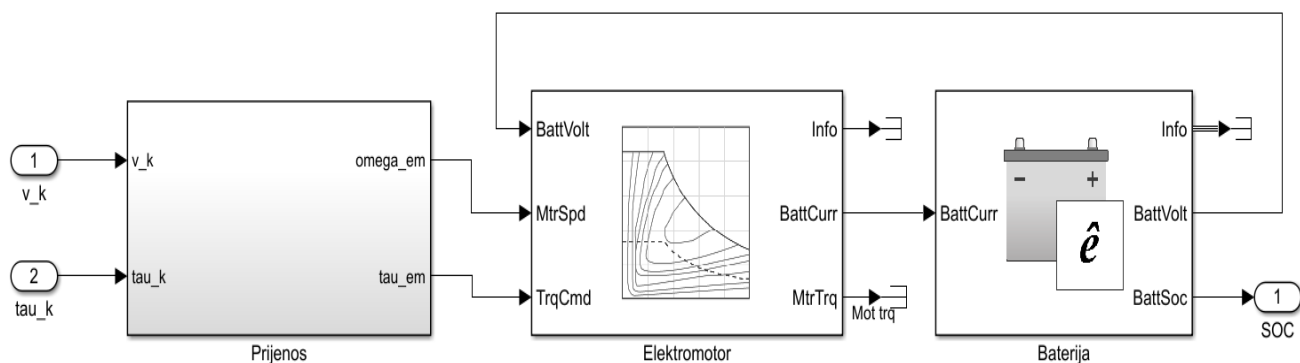 1
v_k
2
tau_k
v_k
tau_k
omega_em
tau_em
Prijenos
BattVolt
MtrSpd
TrqCmd
Info
BattCurr
MtrTrq
Mot trq
Elektromotor
BattCurr
- +
ê
Info
BattVolt
BattSoc
Baterija
1
SOC